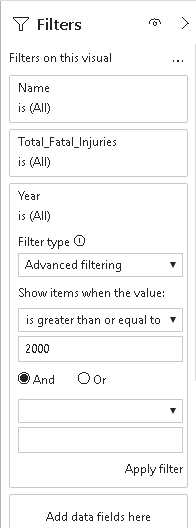 Filters
Filters on this visual
...
Name
is (All)
Total_Fatal_Injuries
is (All)
Year
is (All)
Filter type
Advanced filtering
Show items when the value:
is greater than or equal to
2000
And Or
Apply filter
Add data fields here